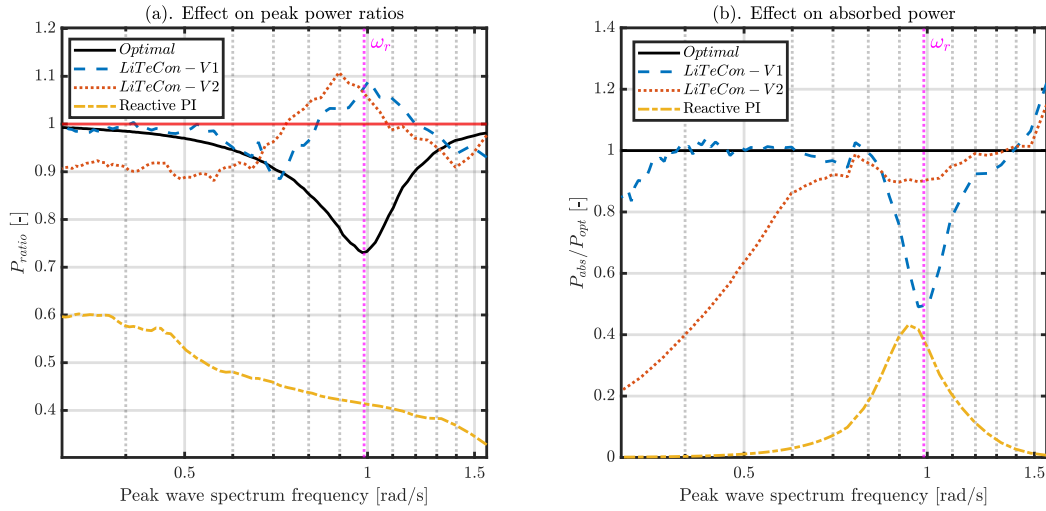 (a). Effect on peak power ratios
1.2
1.1
1
0.9
0.8
0.7
0.6
0.5
0.4
P_ratio [-]
Optimal
LiTeCon – V1
LiTeCon – V2
Reactive PI
ω_r
0.5
1
1.5
Peak wave spectrum frequency [rad/s]
(b). Effect on absorbed power
1.4
1.2
1
0.8
0.6
0.4
0.2
0
P_abs/P_opt [-]
Optimal
LiTeCon – V1
LiTeCon – V2
Reactive PI
ω_r
0.5
1
1.5
Peak wave spectrum frequency [rad/s]